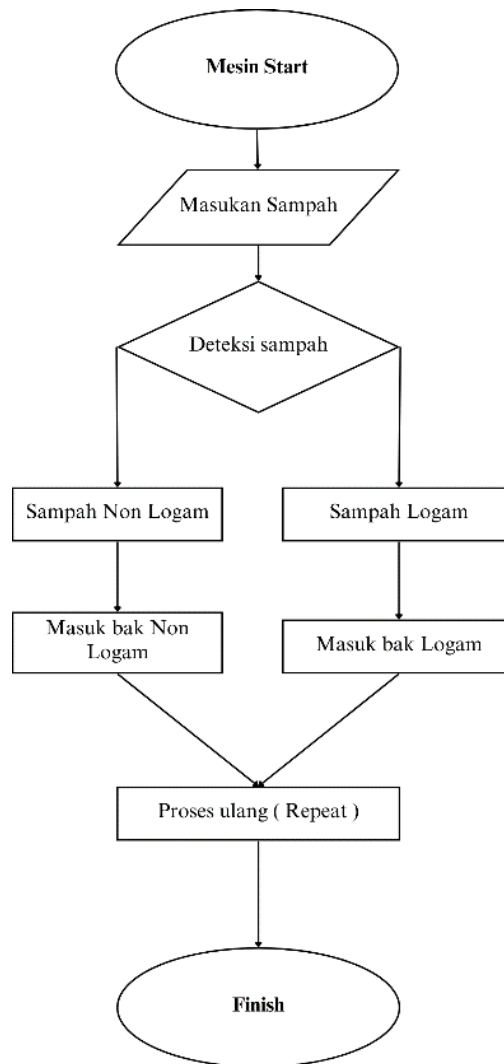 Mesin Start
Masukan Sampah
Deteksi sampah
Sampah Non Logam
Sampah Logam
Masuk bak Non
Logam
Masuk bak Logam
Proses ulang ( Repeat )
Finish